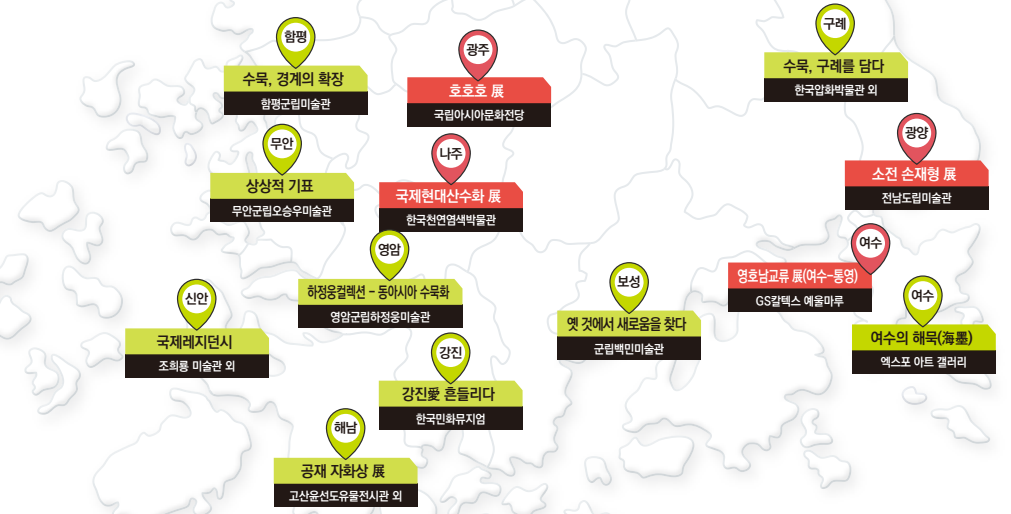 함평
수묵, 경계의 확장
함평군립미술관
광주
호호호 展
국립아시아문화전당
구례
수묵, 구례를 담다
한국압화박물관 외
무안
상상적 기표
무안군립오승우미술관
나주
국제현대산수화 展
한국천연염색박물관
광양
소전 손재형 展
전남도립미술관
영암
하정웅컬렉션 - 동아시아 수묵화
영암군립하정웅미술관
여수
영호남교류 展(여수-통영)
GS칼텍스 예울마루
신안
국제레지던시
조희룡 미술관 외
보성
옛 것에서 새로움을 찾다
군립백민미술관
여수
여수의 해묵(海墨)
엑스포 아트 갤러리
강진
강진愛 흔들리다
한국민화뮤지엄
해남
공재 자화상 展
고산윤선도유물전시관 외